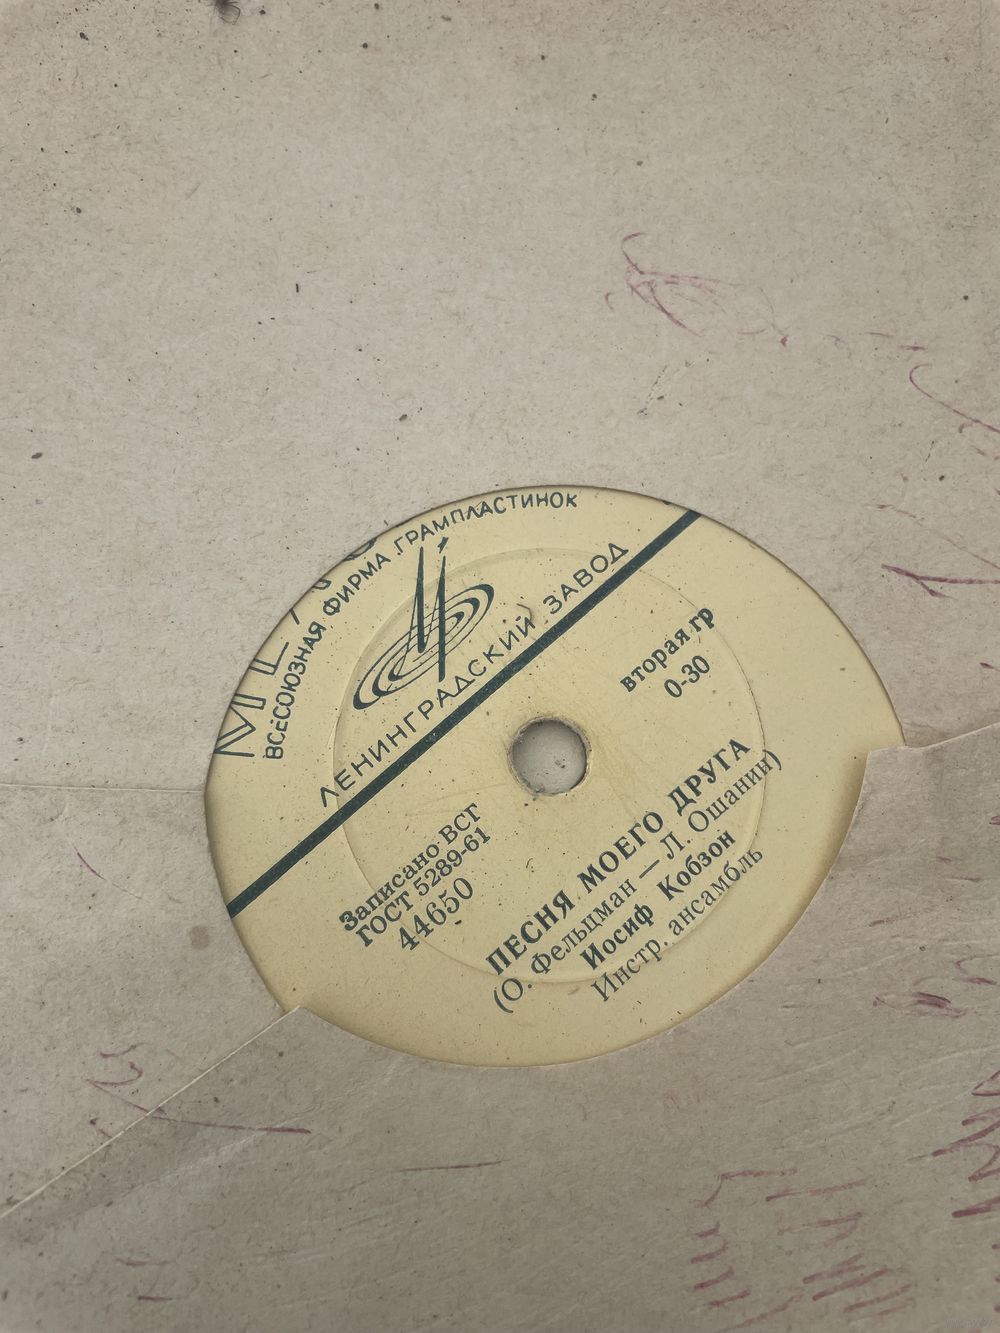 ВСЕСОЮЗНАЯ ФИРМА ГРАМПЛАСТИНОК
ЛЕНИНГРАДСКИЙ ЗАВОД
вторая гр
0-30
Записано ВСГ
ГОСТ 5289-61
44650
ПЕСНЯ МОЕГО ДРУГА
(О. Фельцман — Л. Ошанин)
Иосиф Кобзон
Инстр. ансамбль